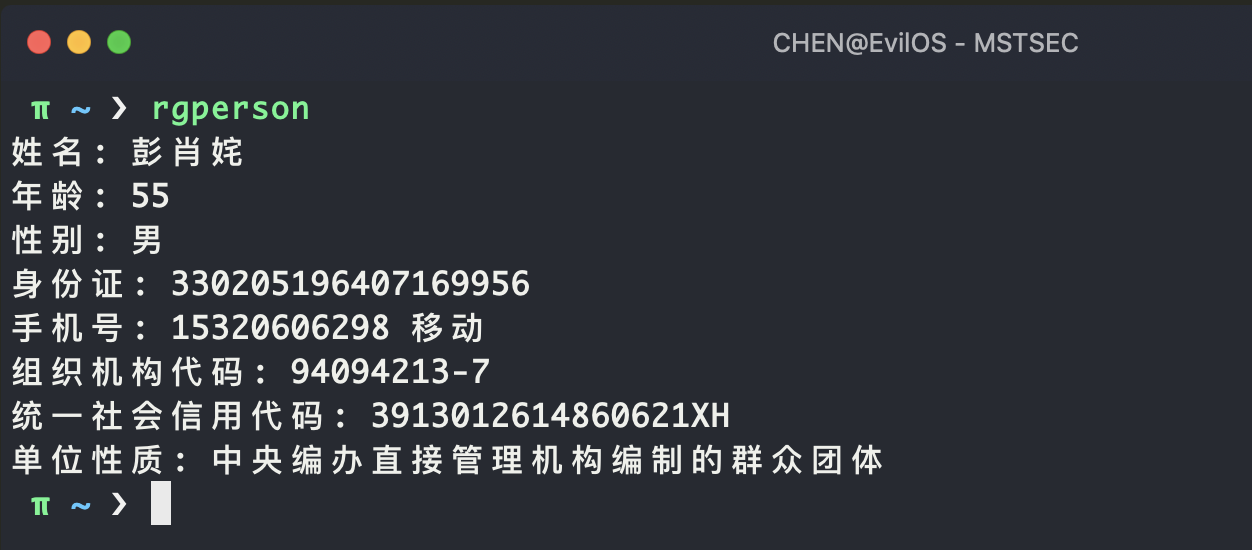 CHEN@EvilOS - MSTSEC
π ~ ❯ rgperson
姓名: 彭肖姹
年龄: 55
性别: 男
身份证: 330205196407169956
手机号: 15320606298 移动
组织机构代码: 94094213-7
统一社会信用代码: 3913012614860621XH
单位性质: 中央编办直接管理机构编制的群众团体
π ~ ❯